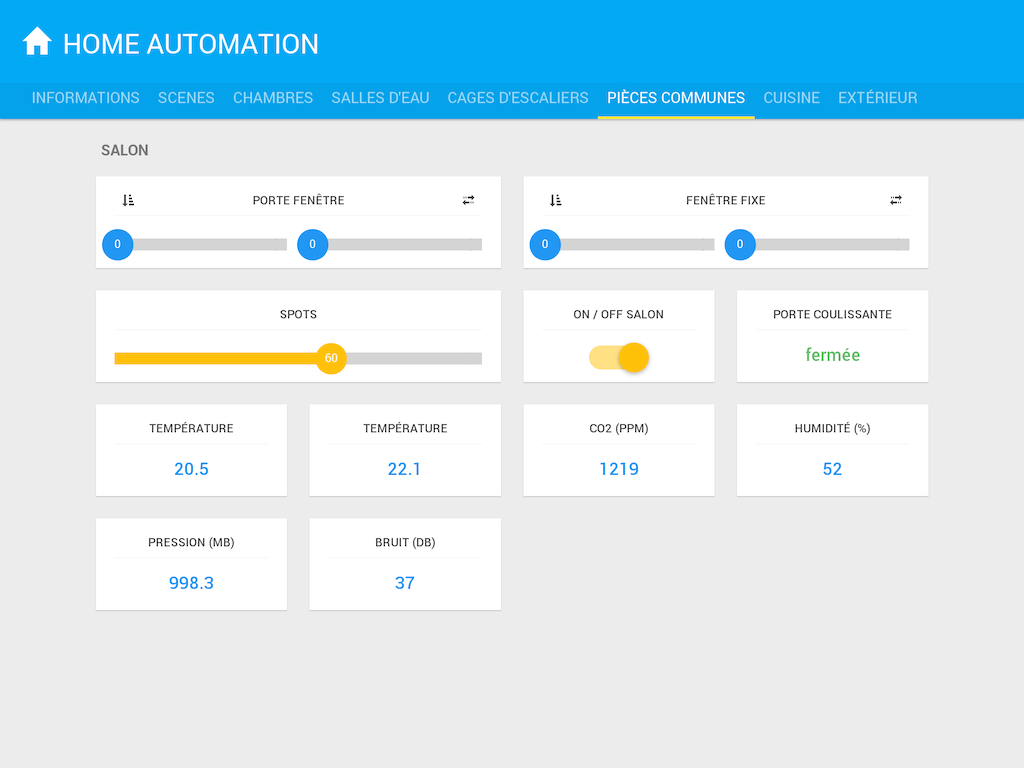 HOME AUTOMATION
INFORMATIONS SCENES CHAMBRES SALLES D'EAU CAGES D'ESCALIERS PIÈCES COMMUNES CUISINE EXTÉRIEUR
SALON
PORTE FENÊTRE
0 0
FENÊTRE FIXE
0 0
SPOTS
60
ON / OFF SALON
PORTE COULISSANTE
fermée
TEMPÉRATURE
20.5
TEMPÉRATURE
22.1
CO2 (PPM)
1219
HUMIDITÉ (%)
52
PRESSION (MB)
998.3
BRUIT (DB)
37